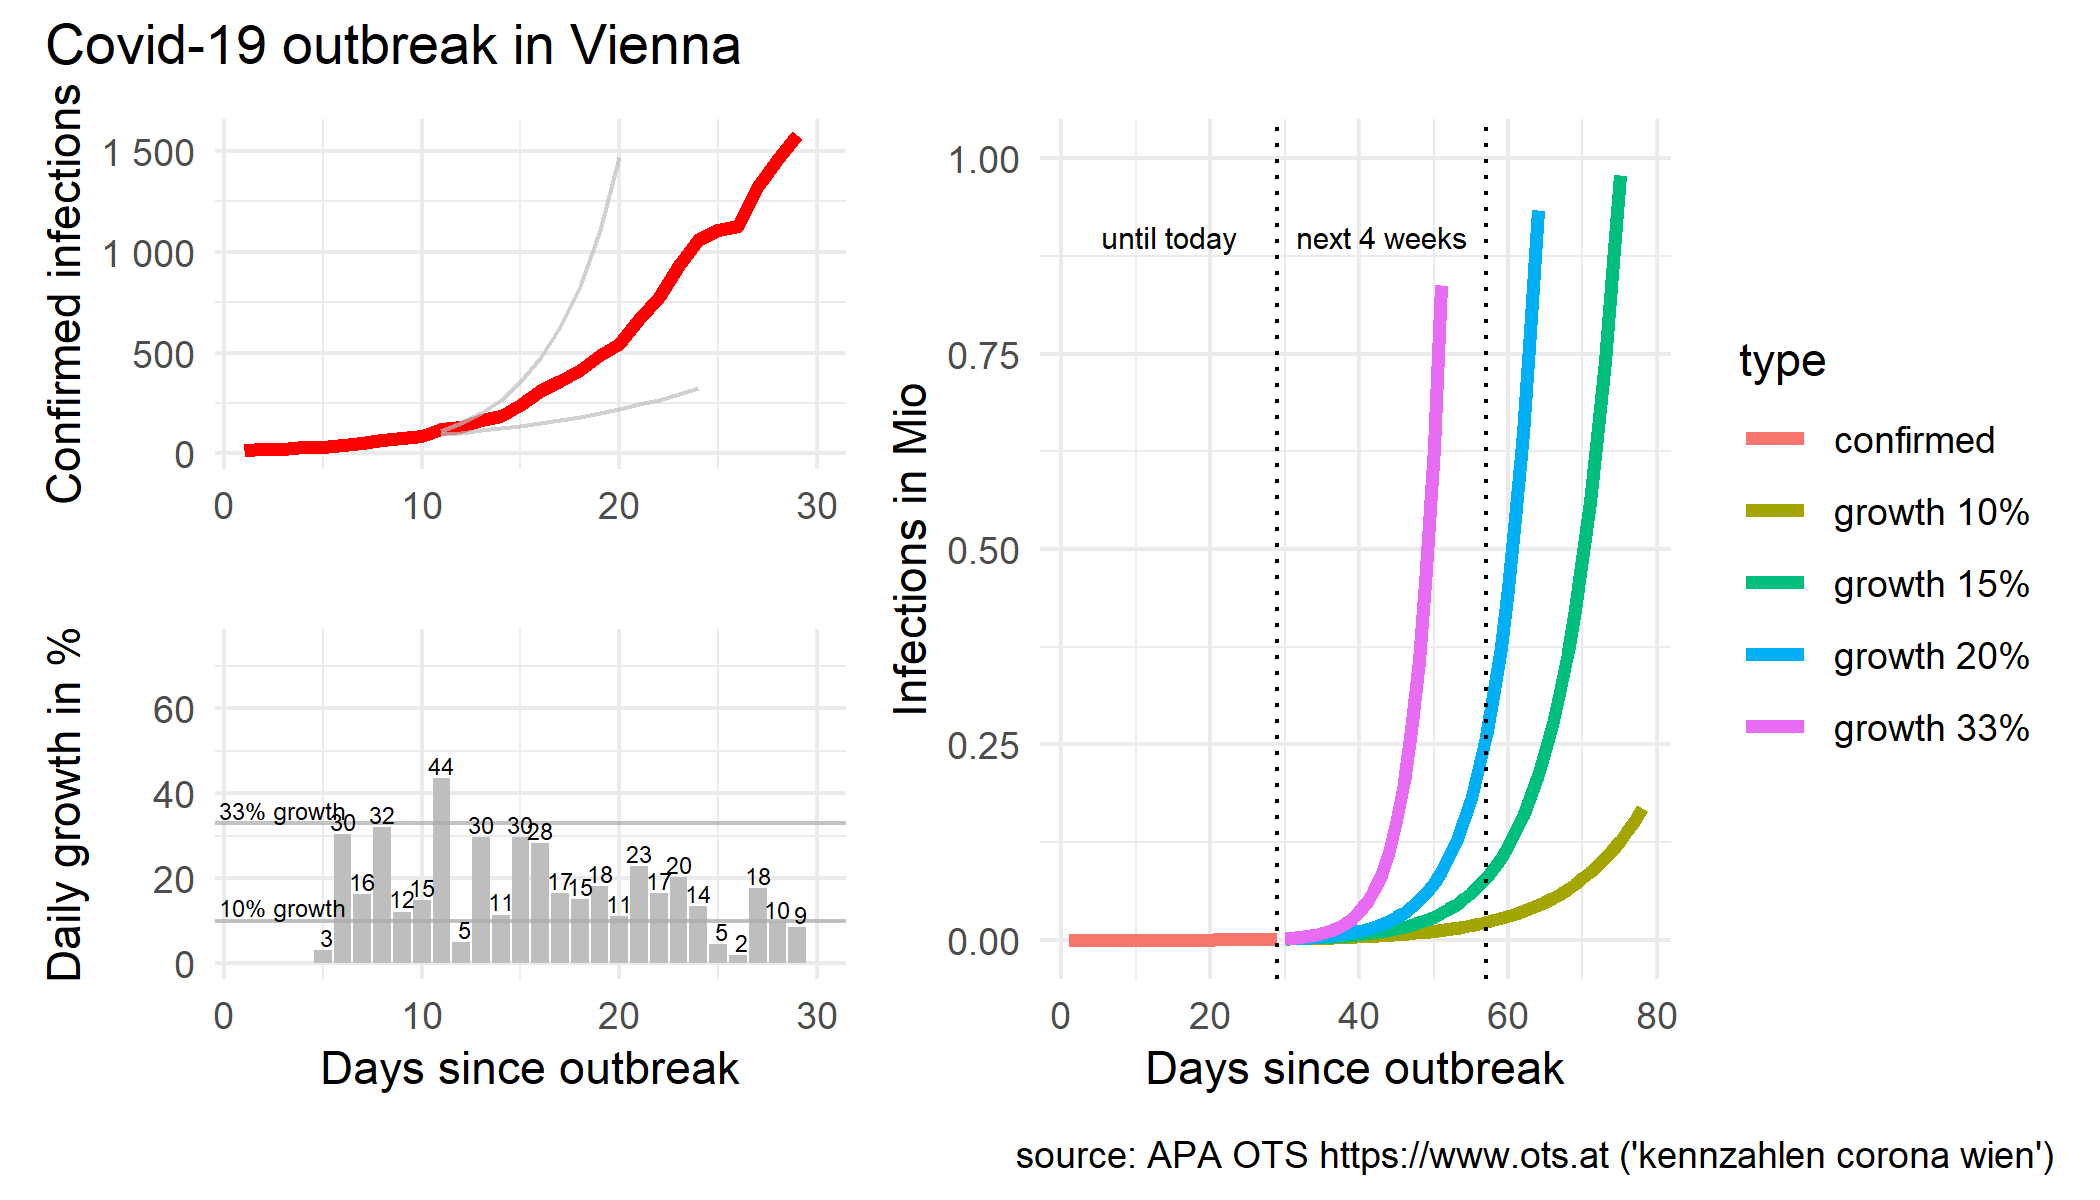 Covid-19 outbreak in Vienna
Confirmed infections
1 500
1 000
500
0
0 10 20 30
Daily growth in %
60
40
20
0
33% growth
10% growth
3 30 16 32 12 15 44 5 30 11 30 28 17 15 18 11 23 17 20 14 5 2 18 10 9
0 10 20 30
Days since outbreak
Infections in Mio
1.00
0.75
0.50
0.25
0.00
until today next 4 weeks
0 20 40 60 80
Days since outbreak
type
confirmed
growth 10%
growth 15%
growth 20%
growth 33%
source: APA OTS https://www.ots.at ('kennzahlen corona wien')